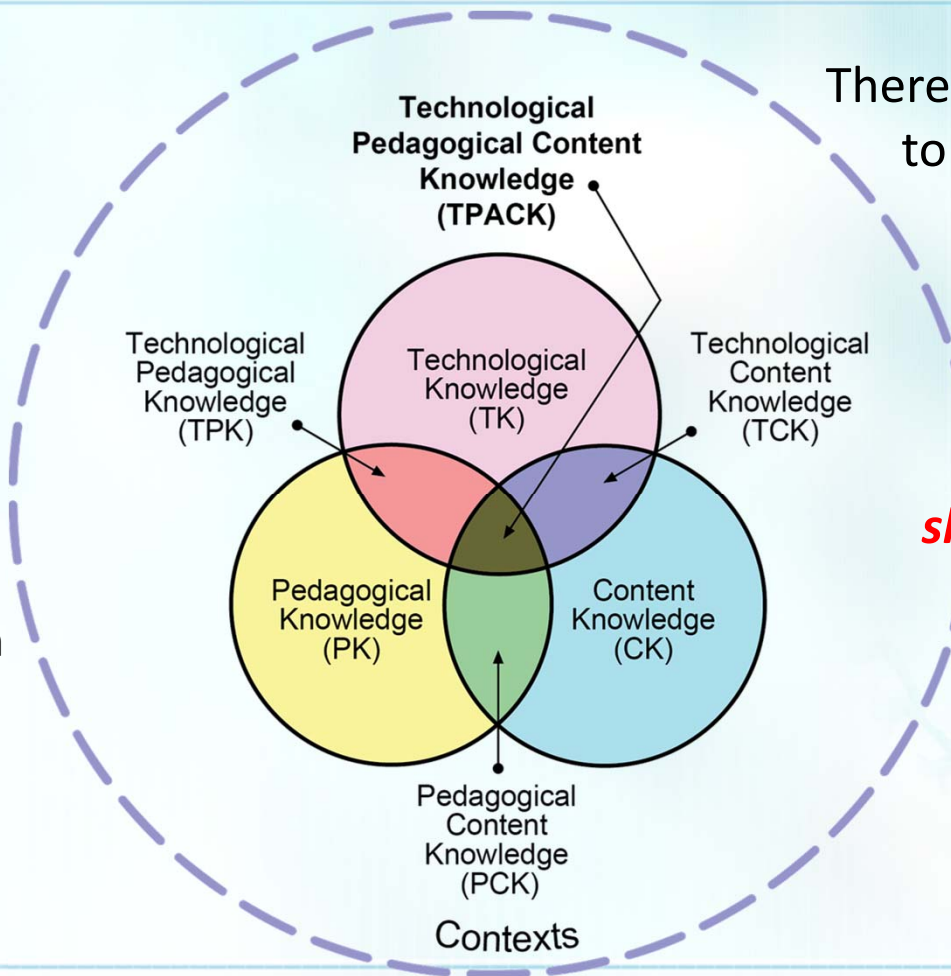 There
to
Technological
Pedagogical Content
Knowledge
(TPACK)
Technological
Pedagogical
Knowledge
(TPK)
Technological
Knowledge
(TK)
Technological
Content
Knowledge
(TCK)
Pedagogical
Knowledge
(PK)
Content
Knowledge
(CK)
Pedagogical
Content
Knowledge
(PCK)
Contexts